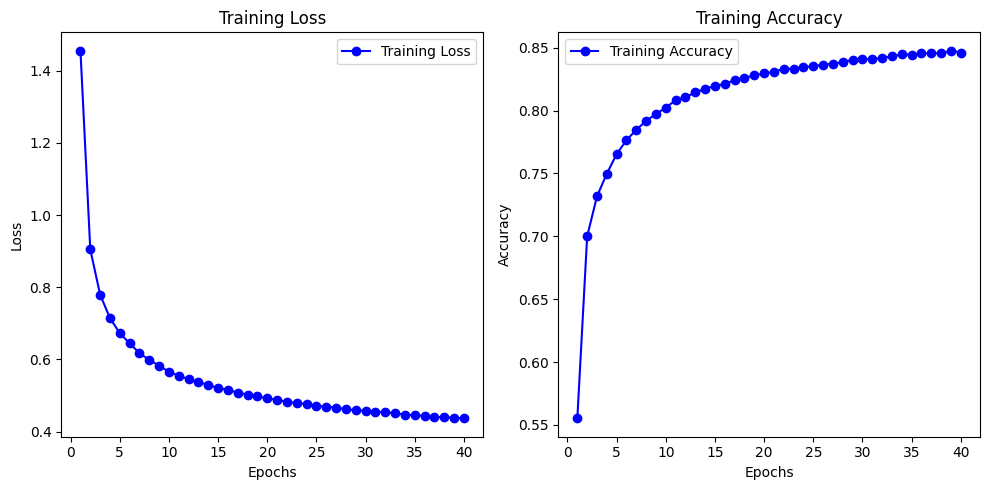 Training Loss
Training Loss
1.4
1.2
1.0
0.8
0.6
0.4
Loss
0 5 10 15 20 25 30 35 40
Epochs
Training Accuracy
Training Accuracy
0.85
0.80
0.75
0.70
0.65
0.60
0.55
Accuracy
0 5 10 15 20 25 30 35 40
Epochs